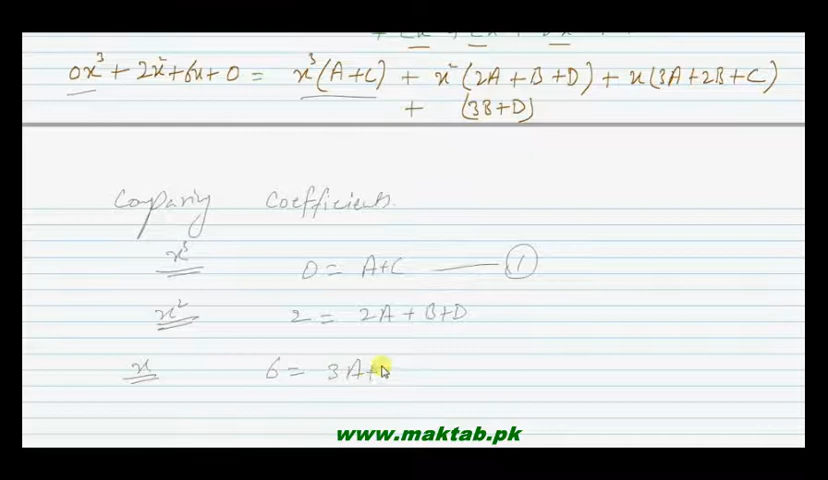 0x³ + 2x² + 6x + 0 = x³(A+C) + x²(2A+B+D) + x(3A+2B+C)
+ (3B+D)
Comparing Coefficients.
x³ 0 = A+C —— ①
x² 2 = 2A + B+D
x 6 = 3A+
www.maktab.pk